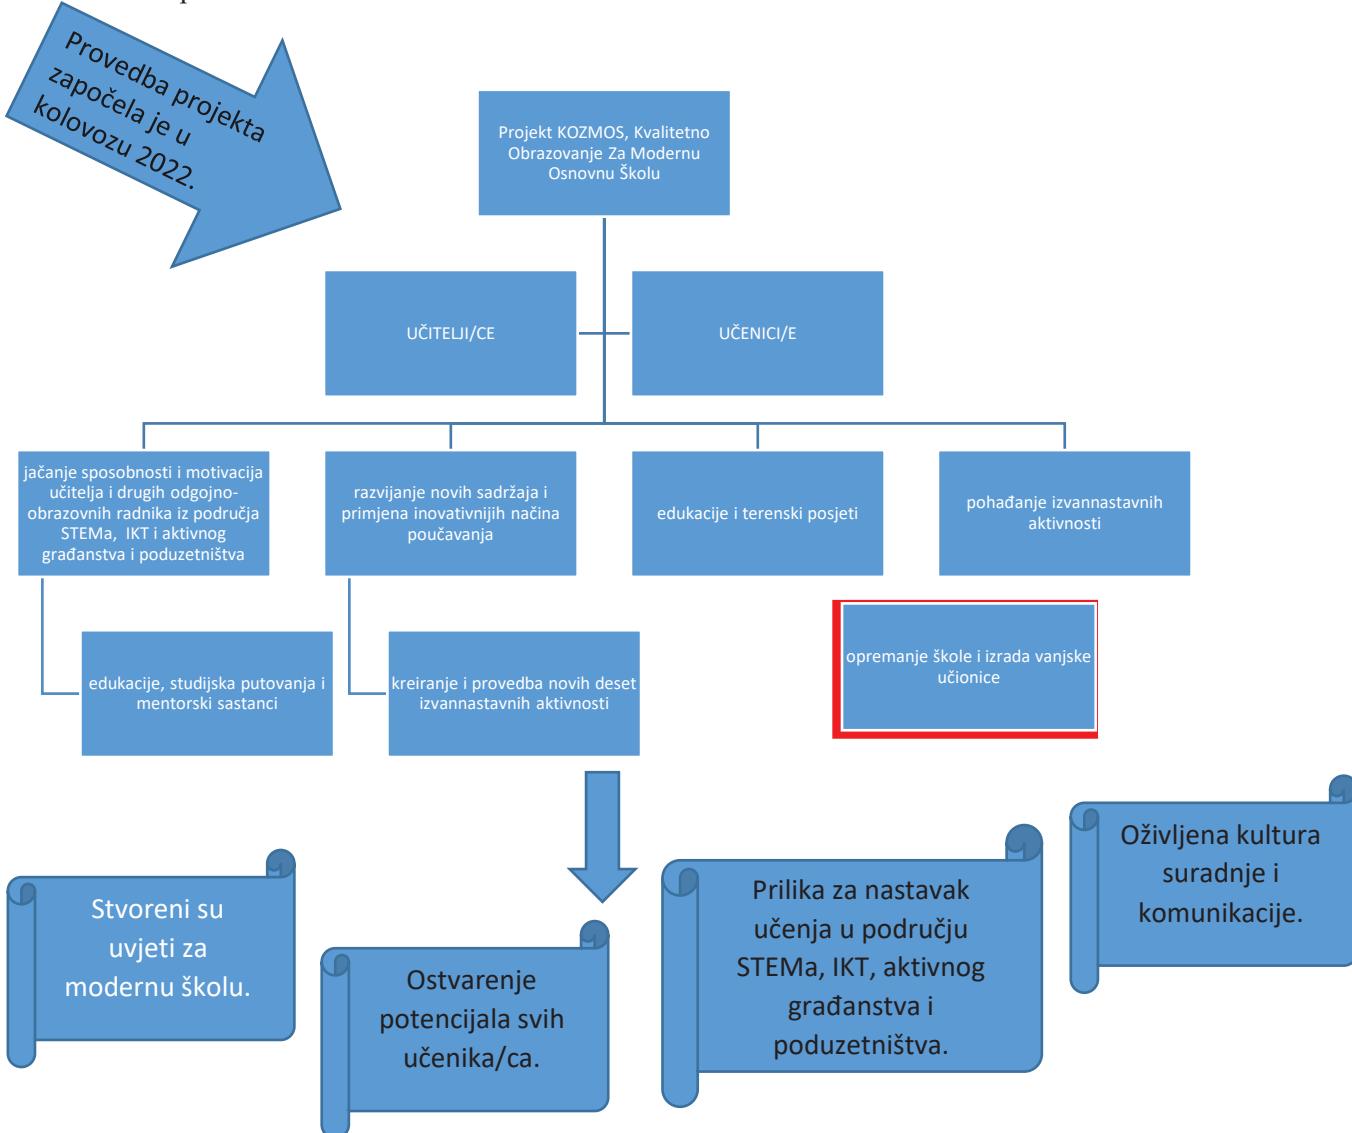 Provedba projekta
započela je u
kolovozu 2022.
Projekt KOZMOS, Kvalitetno
Obrazovanje Za Modernu
Osnovnu Školu
UČITELJI/CE
UČENICI/E
jačanje sposobnosti i motivacija
učitelja i drugih odgojno-
obrazovnih radnika iz područja
STEMa, IKT i aktivnog
građanstva i poduzetništva
razvijanje novih sadržaja i
primjena inovativnijih načina
poučavanja
edukacije i terenski posjeti
pohađanje izvannastavnih
aktivnosti
edukacije, studijska putovanja i
mentorski sastanci
kreiranje i provedba novih deset
izvannastavnih aktivnosti
opremanje škole i izrada vanjske
učionice
Stvoreni su
uvjeti za
modernu školu.
Ostvarenje
potencijala svih
učenika/ca.
Prilika za nastavak
učenja u području
STEMa, IKT, aktivnog
građanstva i
poduzetništva.
Oživljena kultura
suradnje i
komunikacije.